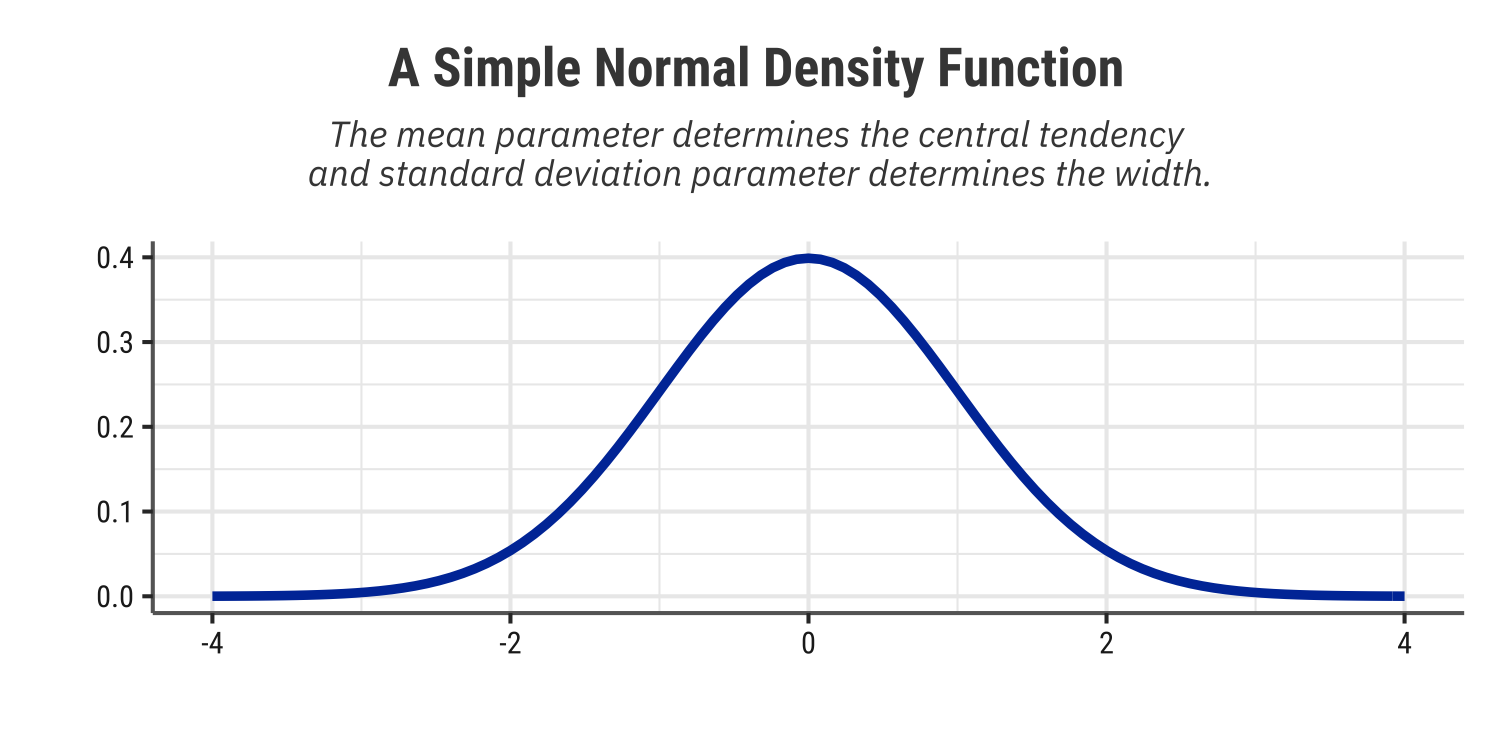 A Simple Normal Density Function
The mean parameter determines the central tendency
and standard deviation parameter determines the width.
0.4
0.3
0.2
0.1
0.0
-4 -2 0 2 4